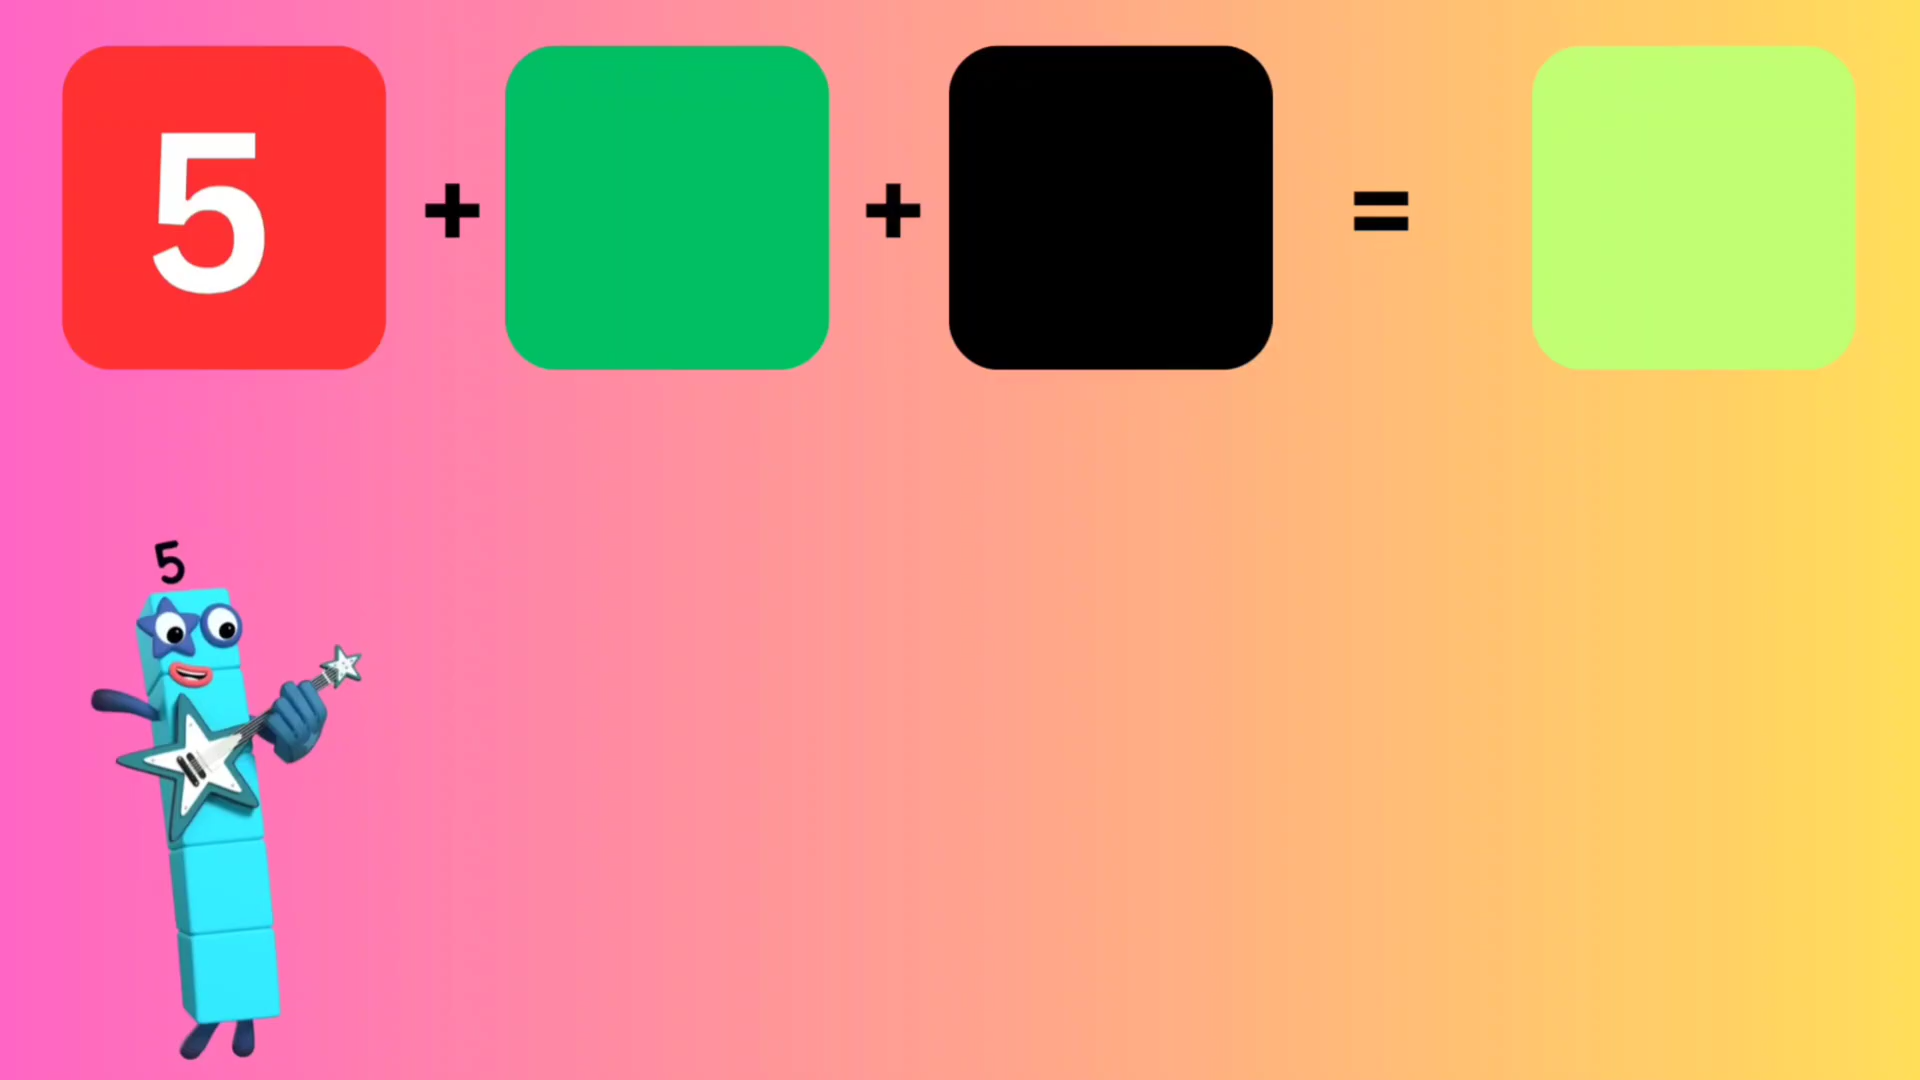 5 + + =
5